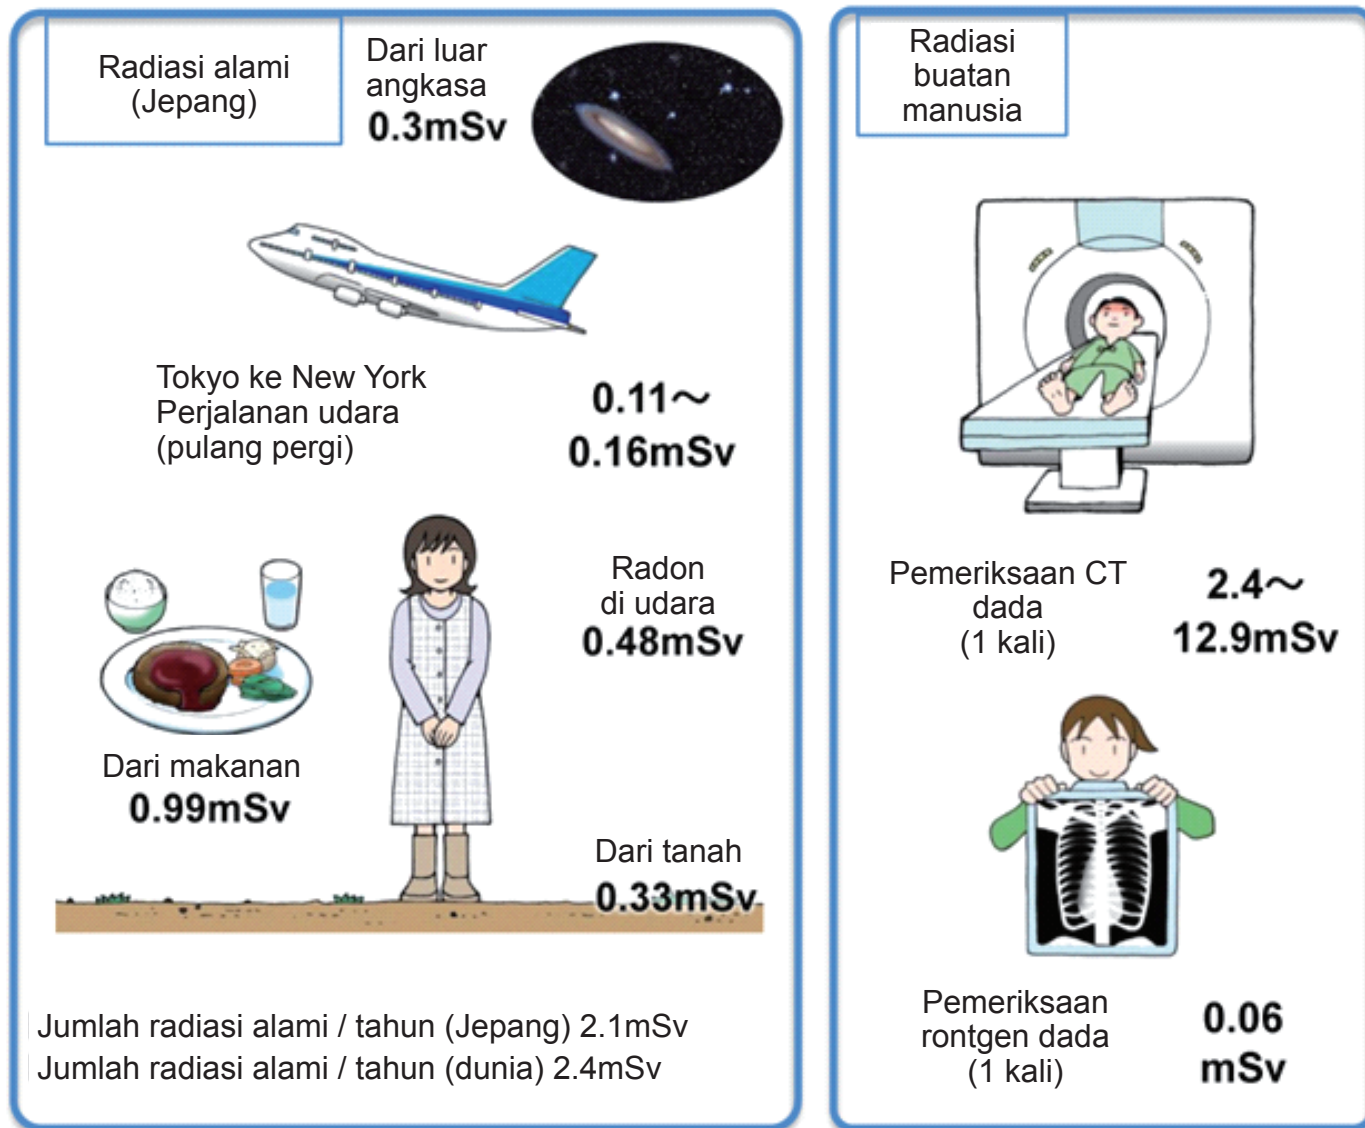 Radiasi alami
(Jepang)
Dari luar
angkasa
0.3mSv
Tokyo ke New York
Perjalanan udara
(pulang pergi)
0.11～
0.16mSv
Radon
di udara
0.48mSv
Dari makanan
0.99mSv
Dari tanah
0.33mSv
Jumlah radiasi alami / tahun (Jepang) 2.1mSv
Jumlah radiasi alami / tahun (dunia) 2.4mSv
Radiasi
buatan
manusia
Pemeriksaan CT
dada
(1 kali)
2.4～
12.9mSv
Pemeriksaan
rontgen dada
(1 kali)
0.06
mSv